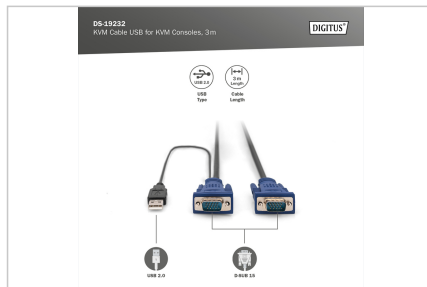 DS-19232
KVM Cable USB for KVM Consoles, 3 m
DIGITUS®
USB 2.0
3 m
Length
USB
Type
Cable
Length
USB 2.0
D-SUB 15